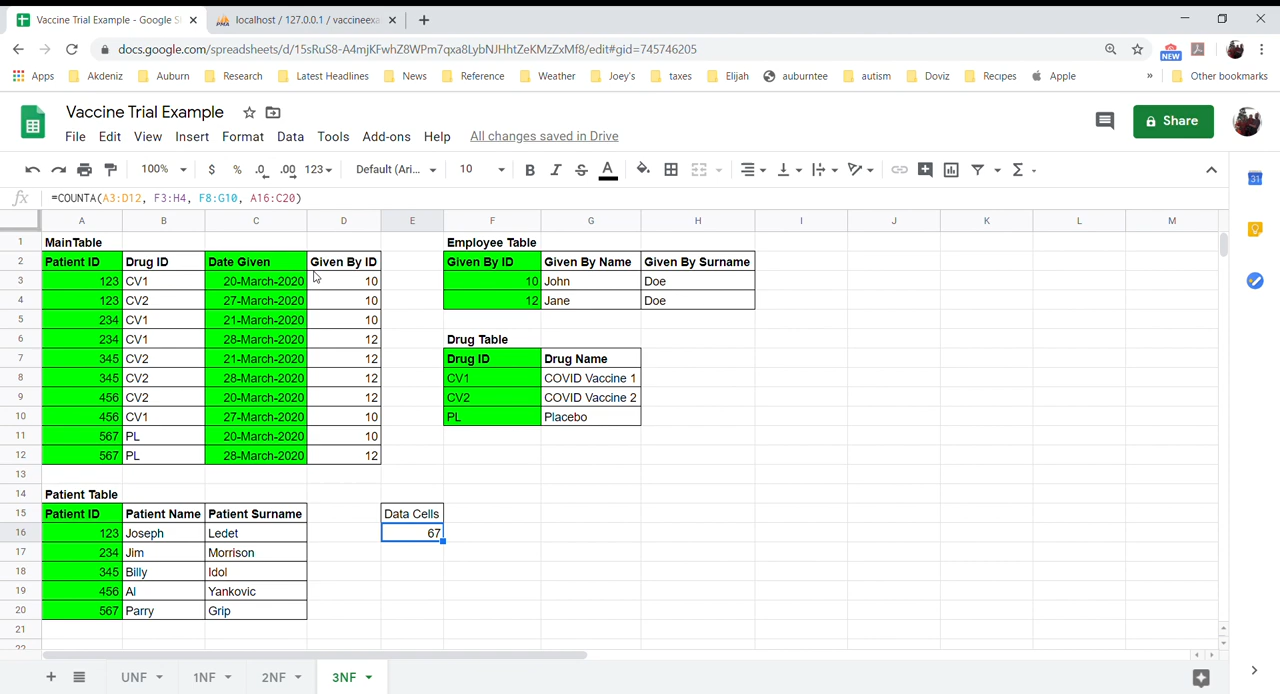 Vaccine Trial Example - Google S
localhost / 127.0.0.1 / vaccineexa
docs.google.com/spreadsheets/d/15sRuS8-A4mjKFwhZ8WPm7qxa8LybNJHhtZeKMzZxMf8/edit#gid=745746205
NEW
Apps Akdeniz Auburn Research Latest Headlines News Reference Weather Joey's taxes Elijah auburntee autism Doviz Recipes Apple » Other bookmarks
Vaccine Trial Example
File Edit View Insert Format Data Tools Add-ons Help All changes saved in Drive
Share
100% $ % .0 .00 123 Default (Ari... 10 B I S A Σ
31
fx =COUNTA(A3:D12, F3:H4, F8:G10, A16:C20)
A B C D E F G H I J K L M
1 MainTable Employee Table
2 Patient ID Drug ID Date Given Given By ID Given By ID Given By Name Given By Surname
3 123 CV1 20-March-2020 10 10 John Doe
4 123 CV2 27-March-2020 10 12 Jane Doe
5 234 CV1 21-March-2020 10
6 234 CV1 28-March-2020 12 Drug Table
7 345 CV2 21-March-2020 12 Drug ID Drug Name
8 345 CV2 28-March-2020 12 CV1 COVID Vaccine 1
9 456 CV2 20-March-2020 12 CV2 COVID Vaccine 2
10 456 CV1 27-March-2020 10 PL Placebo
11 567 PL 20-March-2020 10
12 567 PL 28-March-2020 12
13
14 Patient Table
15 Patient ID Patient Name Patient Surname Data Cells
16 123 Joseph Ledet 67
17 234 Jim Morrison
18 345 Billy Idol
19 456 Al Yankovic
20 567 Parry Grip
21
22
UNF 1NF 2NF 3NF